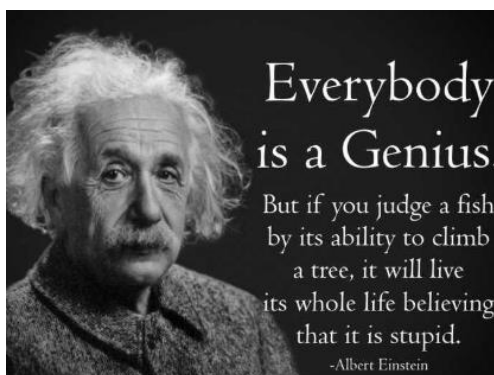 Everybody
is a Genius.
But if you judge a fish
by its ability to climb
a tree, it will live
its whole life believing
that it is stupid.
-Albert Einstein